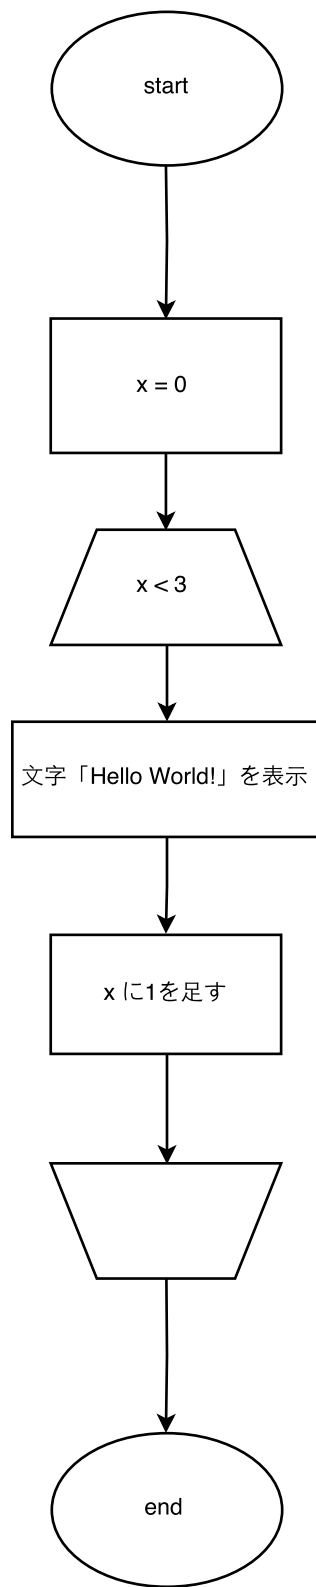 start
x = 0
x < 3
文字「Hello World!」を表示
x に1を足す
end